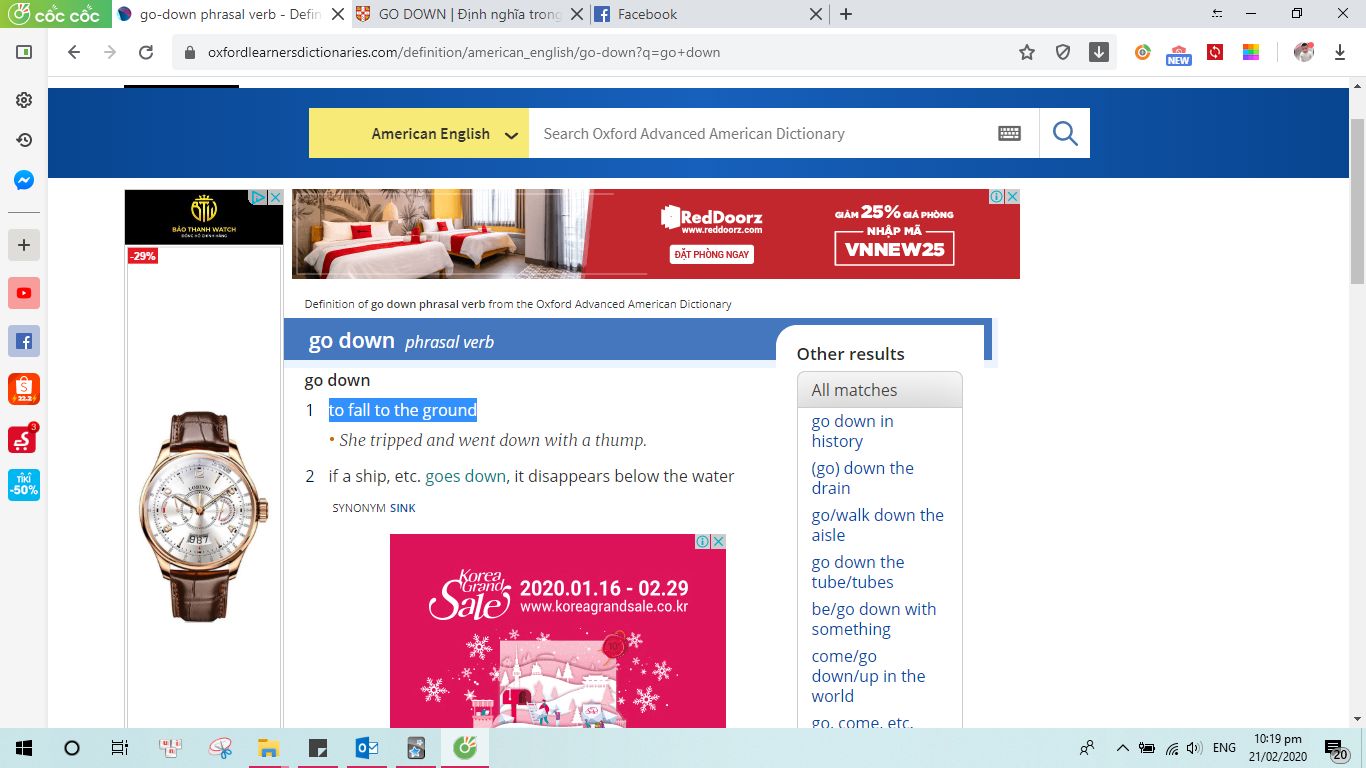 cốc cốc
go-down phrasal verb - Defin
GO DOWN | Định nghĩa trong
Facebook
oxfordlearnersdictionaries.com/definition/american_english/go-down?q=go+down
NEW
American English
Search Oxford Advanced American Dictionary
BTW
BẢO THANH WATCH
ĐỒNG HỒ CHÍNH HÃNG
-29%
RedDoorz
www.reddoorz.com
ĐẶT PHÒNG NGAY
GIẢM 25% GIÁ PHÒNG
NHẬP MÃ
VNNEW25
Definition of go down phrasal verb from the Oxford Advanced American Dictionary
go down phrasal verb
go down
1 to fall to the ground
• She tripped and went down with a thump.
2 if a ship, etc. goes down, it disappears below the water
SYNONYM SINK
Other results
All matches
go down in
history
(go) down the
drain
go/walk down the
aisle
go down the
tube/tubes
be/go down with
something
come/go
down/up in the
world
go, come, etc.
Korea
Grand
Sale
2020.01.16 - 02.29
www.koreagrandsale.co.kr
22.2
3
TIKI
-50%
ENG
10:19 pm
21/02/2020
20